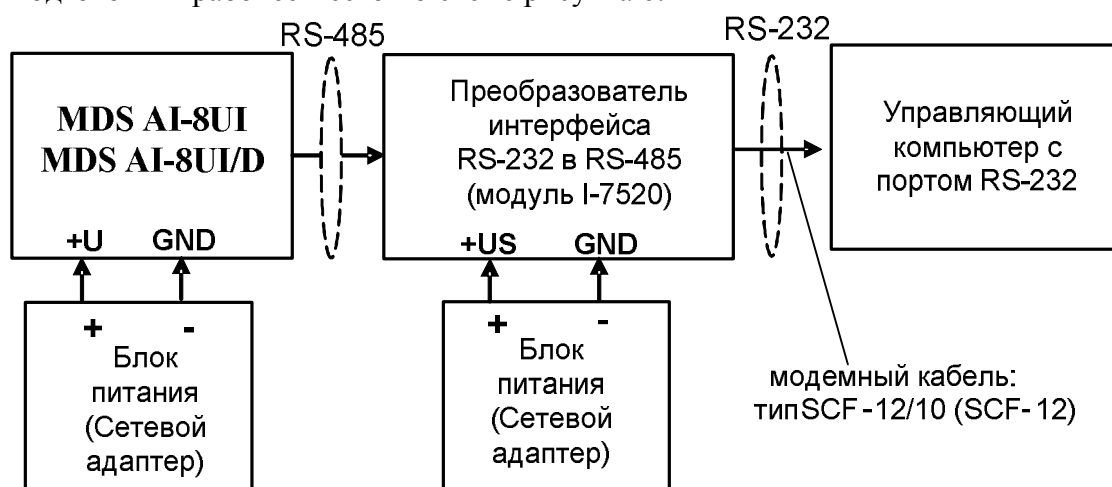 RS-485
RS-232
MDS AI-8UI
MDS AI-8UI/D
+U GND
Преобразователь
интерфейса
RS-232 в RS-485
(модуль I-7520)
+US GND
Управляющий
компьютер с
портом RS-232
+ -
Блок
питания
(Сетевой
адаптер)
+ -
Блок
питания
(Сетевой
адаптер)
модемный кабель:
типSCF-12/10 (SCF-12)